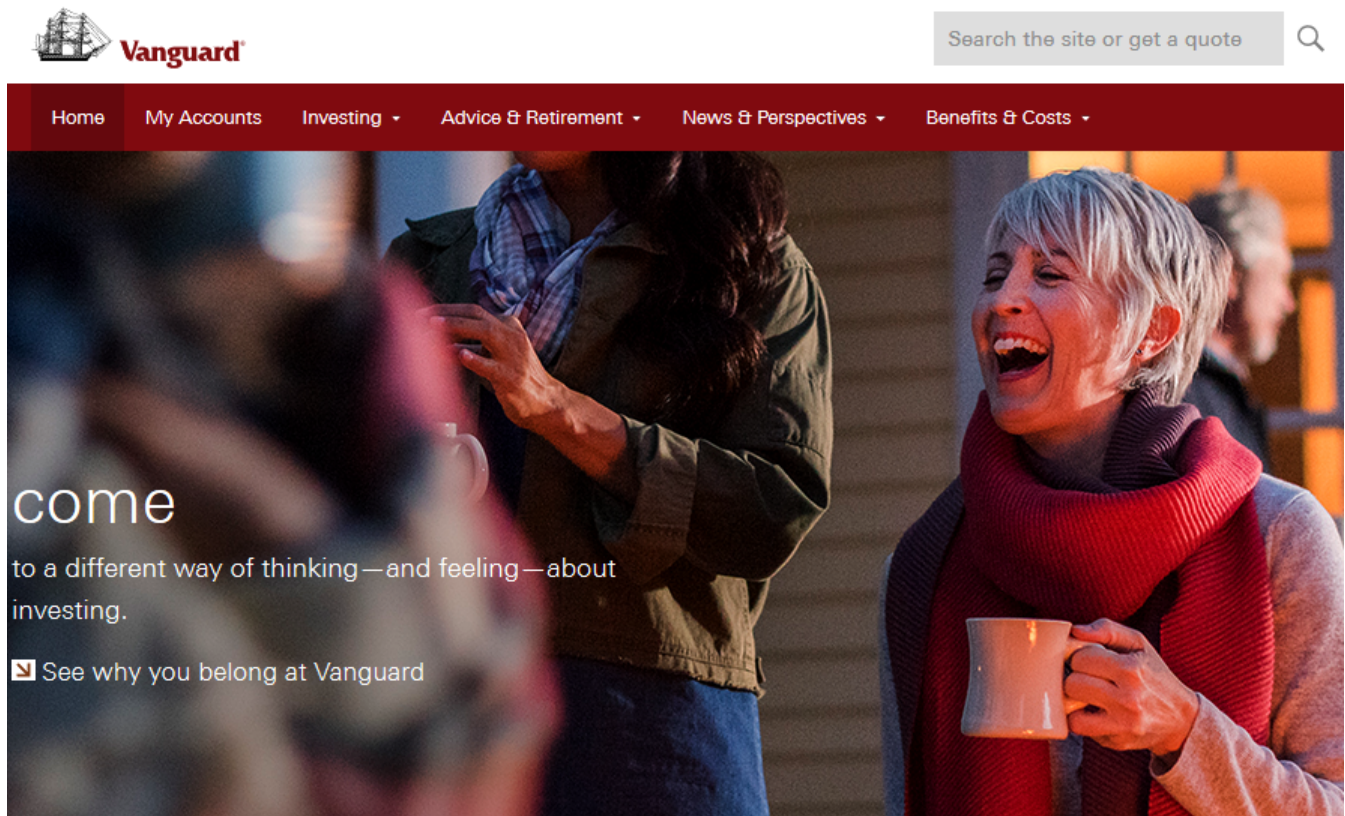 Vanguard®
Search the site or get a quote
Home My Accounts Investing Advice & Retirement News & Perspectives Benefits & Costs
come
to a different way of thinking—and feeling—about
investing.
See why you belong at Vanguard